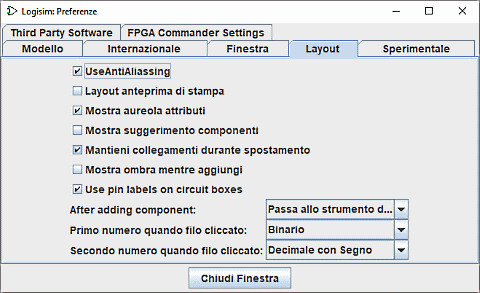 Logisim: Preferenze
Third Party Software FPGA Commander Settings
Modello Internazionale Finestra Layout Sperimentale
UseAntiAliassing
Layout anteprima di stampa
Mostra aureola attributi
Mostra suggerimento componenti
Mantieni collegamenti durante spostamento
Mostra ombra mentre aggiungi
Use pin labels on circuit boxes
After adding component: Passa allo strumento d...
Primo numero quando filo cliccato: Binario
Secondo numero quando filo cliccato: Decimale con Segno
Chiudi Finestra